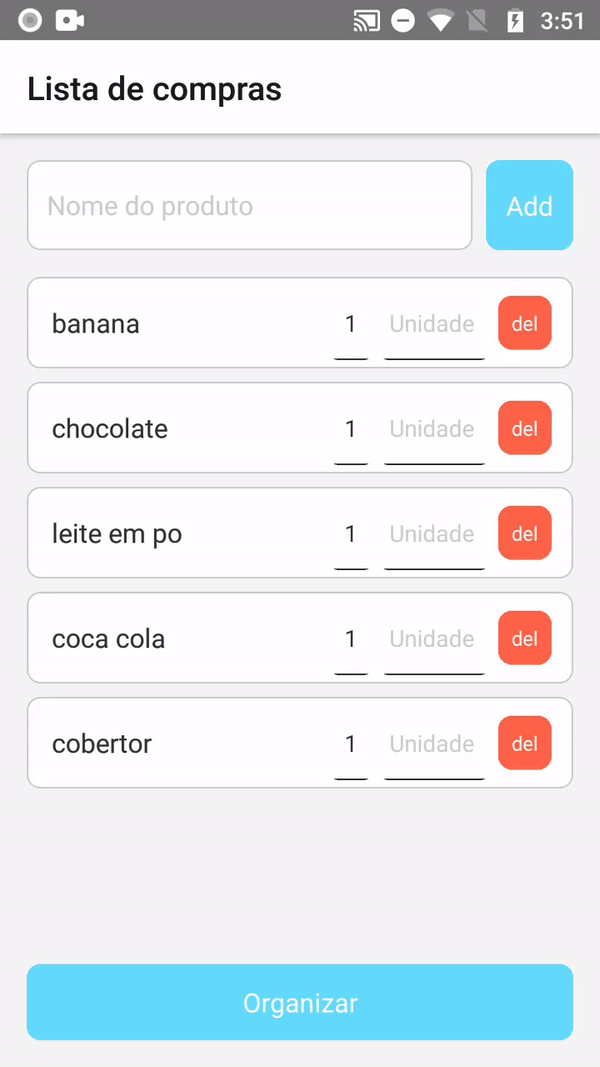 3:51
Lista de compras
Nome do produto Add
banana 1 Unidade del
chocolate 1 Unidade del
leite em po 1 Unidade del
coca cola 1 Unidade del
cobertor 1 Unidade del
Organizar